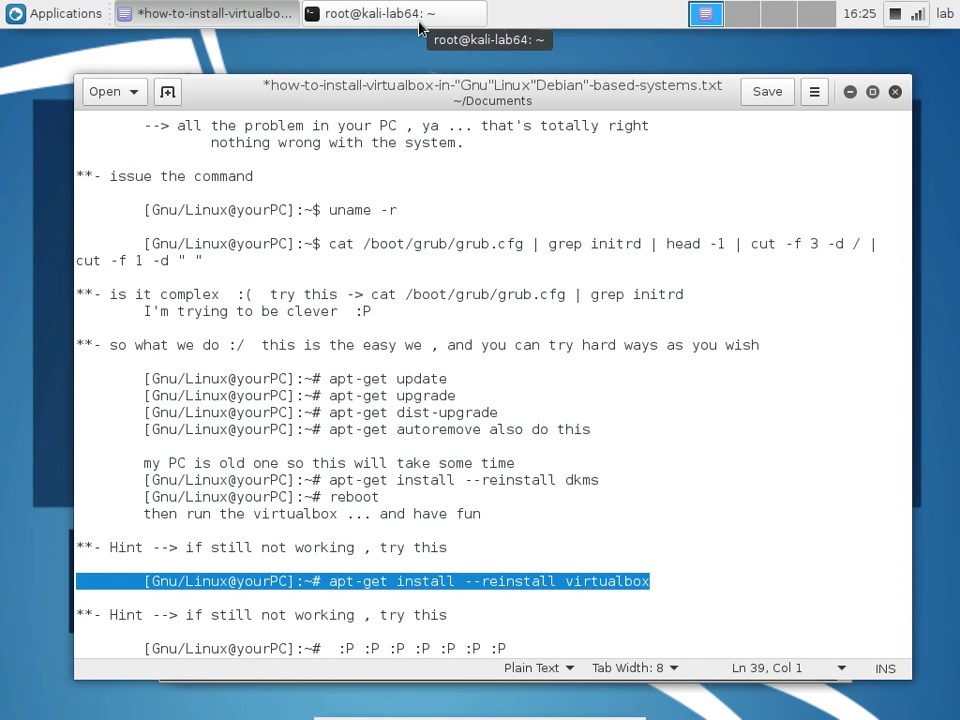 Applications
*how-to-install-virtualbo...
root@kali-lab64: ~
16:25
lab
root@kali-lab64: ~
Open
*how-to-install-virtualbox-in-"Gnu"Linux"Debian"-based-systems.txt
~/Documents
Save
--> all the problem in your PC , ya ... that's totally right
nothing wrong with the system.
**- issue the command
[Gnu/Linux@yourPC]:~$ uname -r
[Gnu/Linux@yourPC]:~$ cat /boot/grub/grub.cfg | grep initrd | head -1 | cut -f 3 -d / |
cut -f 1 -d " "
**- is it complex  :(  try this -> cat /boot/grub/grub.cfg | grep initrd
I'm trying to be clever  :P
**- so what we do :/  this is the easy we , and you can try hard ways as you wish
[Gnu/Linux@yourPC]:~# apt-get update
[Gnu/Linux@yourPC]:~# apt-get upgrade
[Gnu/Linux@yourPC]:~# apt-get dist-upgrade
[Gnu/Linux@yourPC]:~# apt-get autoremove also do this
my PC is old one so this will take some time
[Gnu/Linux@yourPC]:~# apt-get install --reinstall dkms
[Gnu/Linux@yourPC]:~# reboot
then run the virtualbox ... and have fun
**- Hint --> if still not working , try this
[Gnu/Linux@yourPC]:~# apt-get install --reinstall virtualbox
**- Hint --> if still not working , try this
[Gnu/Linux@yourPC]:~#  :P :P :P :P :P :P :P
Plain Text
Tab Width: 8
Ln 39, Col 1
INS